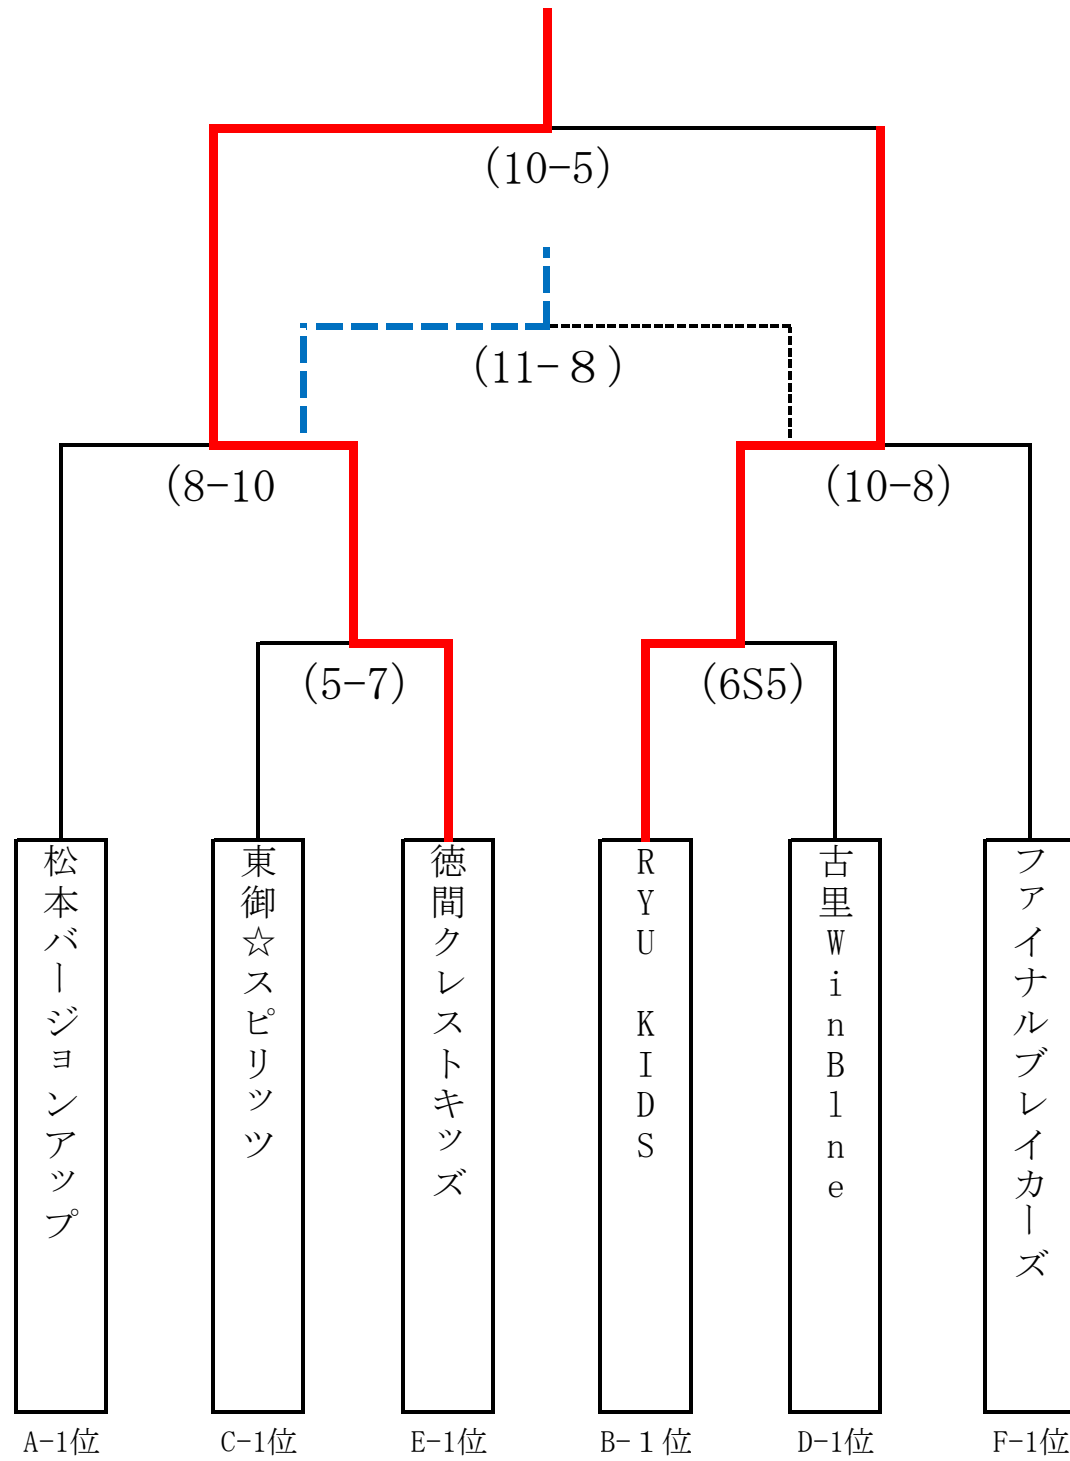 (10-5)
(11-８)
(8-10
(10-8)
(5-7)
(6S5)
松本バージョンアップ
東御☆スピリッツ
徳間クレストキッズ
RYU　KIDS
古里WinBlne
ファイナルブレイカーズ
A-1位
C-1位
E-1位
B-１位
D-1位
F-1位